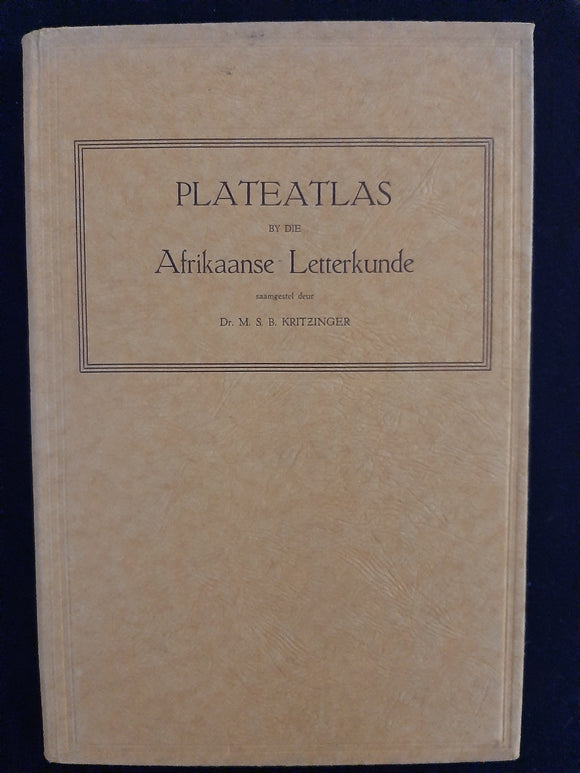 PLATEATLAS
BY DIE
Afrikaanse Letterkunde
saamgestel deur
Dr. M. S. B. KRITZINGER